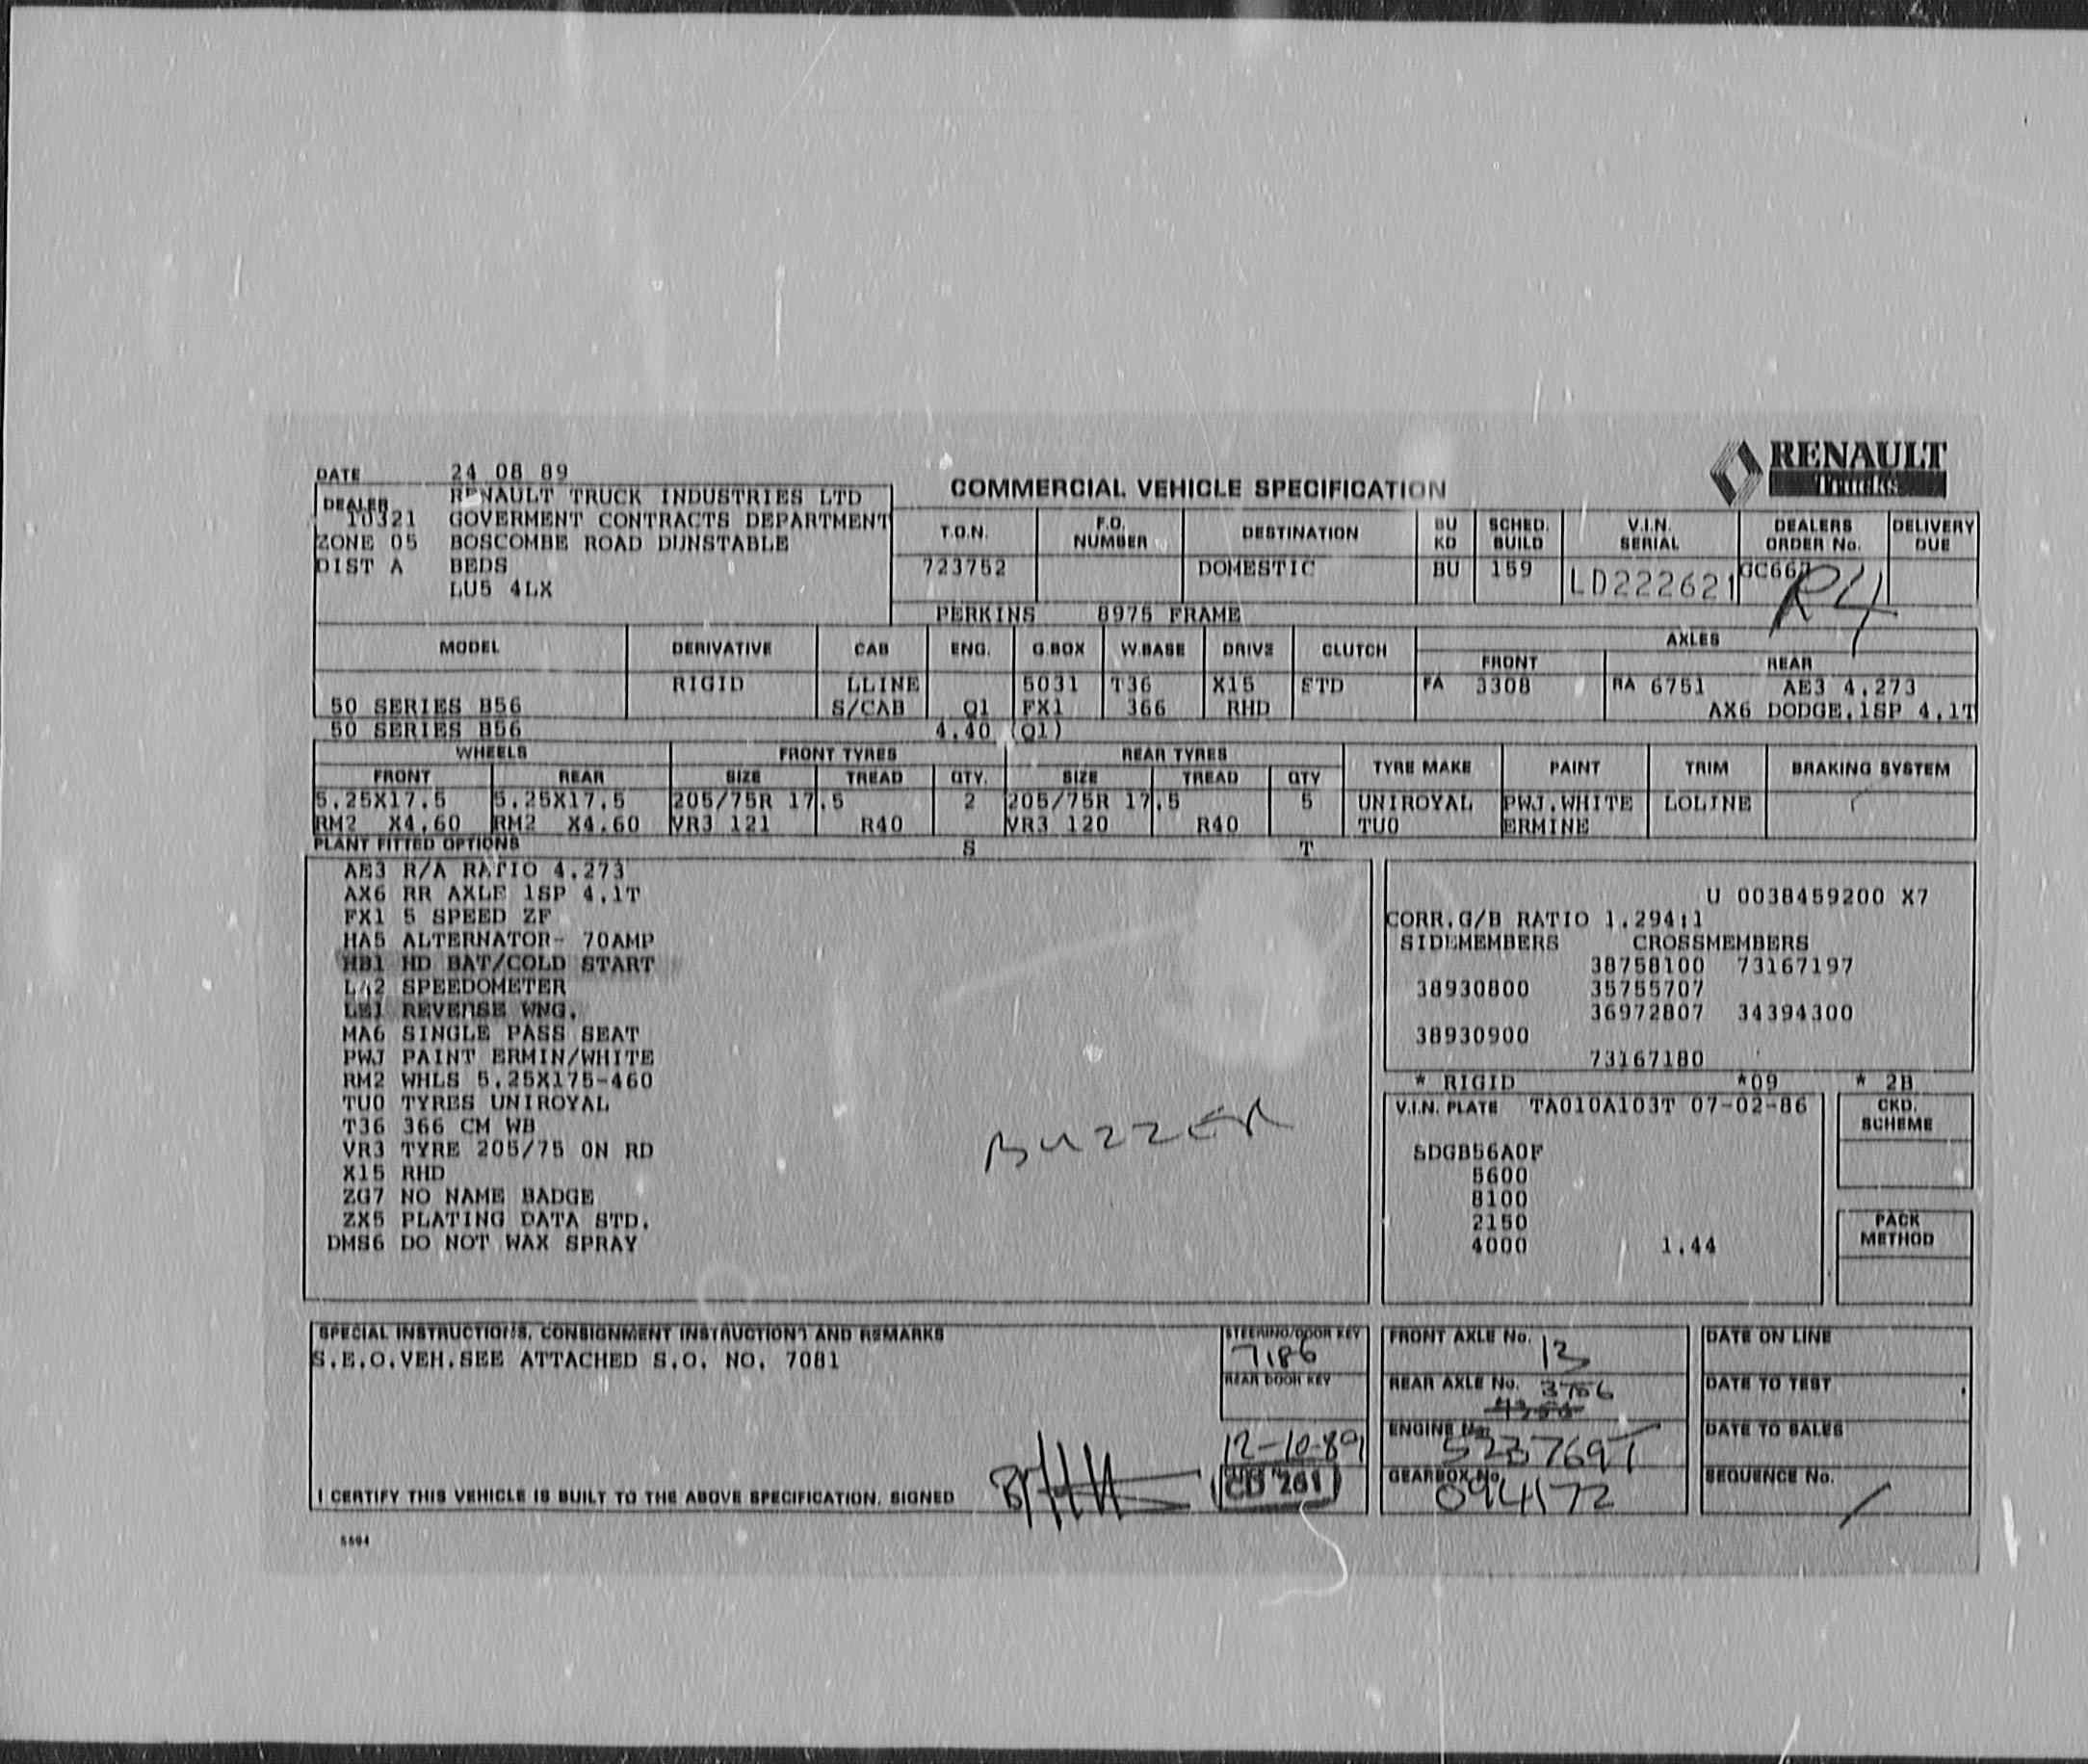 DATE 24 08 89
RENAULT Trucks
COMMERCIAL VEHICLE SPECIFICATION
DEALER RENAULT TRUCK INDUSTRIES LTD
10321 GOVERMENT CONTRACTS DEPARTMENT
ZONE 05 BOSCOMBE ROAD DUNSTABLE
DIST A BEDS
LU5 4LX
T.O.N. F.O. NUMBER DESTINATION BU KD SCHED. BUILD V.I.N. SERIAL DEALERS ORDER No. DELIVERY DUE
723752 DOMESTIC BU 159 LD222621 R4
PERKINS 8975 FRAME
MODEL DERIVATIVE CAB ENG. G.BOX W.BASE DRIVE CLUTCH AXLES
FRONT REAR
RIGID LLINE 5031 T36 X15 STD FA 3308 RA 6751 AE3 4.273
50 SERIES B56 S/CAB Q1 FX1 366 RHD AX6 DODGE.1SP 4.1T
50 SERIES B56 4.40 (Q1)
WHEELS FRONT TYRES REAR TYRES TYRE MAKE PAINT TRIM BRAKING SYSTEM
FRONT REAR SIZE TREAD QTY. SIZE TREAD QTY
5.25X17.5 5.25X17.5 205/75R 17.5 2 205/75R 17.5 5 UNIROYAL PWJ.WHITE LOLINE
RM2 X4.60 RM2 X4.60 VR3 121 R40 VR3 120 R40 TU0 ERMINE
PLANT FITTED OPTIONS S T
AE3 R/A RATIO 4.273
AX6 RR AXLE 1SP 4.1T
FX1 5 SPEED ZF
HA5 ALTERNATOR- 70AMP
HB1 HD BAT/COLD START
LA2 SPEEDOMETER
LE1 REVERSE WNG.
MA6 SINGLE PASS SEAT
PWJ PAINT ERMIN/WHITE
RM2 WHLS 5.25X175-460
TU0 TYRES UNIROYAL
T36 366 CM WB
VR3 TYRE 205/75 ON RD
X15 RHD
ZG7 NO NAME BADGE
ZX5 PLATING DATA STD.
DMS6 DO NOT WAX SPRAY
BUZZER
U 0038459200 X7
CORR.G/B RATIO 1.294:1
SIDEMEMBERS CROSSMEMBERS
38758100 73167197
38930800 35755707
36972807 34394300
38930900
73167180
* RIGID *09 * 2B
V.I.N. PLATE TA010A103T 07-02-86
CKD. SCHEME
SDGB56A0F
5600
8100
2150
4000 1.44
PACK METHOD
SPECIAL INSTRUCTIONS, CONSIGNMENT INSTRUCTIONS AND REMARKS
S.E.O.VEH.SEE ATTACHED S.O. NO. 7081
STEERING/DOOR KEY
7186
REAR DOOR KEY
12-10-89
CD 261
I CERTIFY THIS VEHICLE IS BUILT TO THE ABOVE SPECIFICATION. SIGNED
FRONT AXLE No. 13
REAR AXLE No. 3756
ENGINE No.
GEARBOX No. 094172
DATE ON LINE
DATE TO TEST
DATE TO SALES
SEQUENCE No.
5504